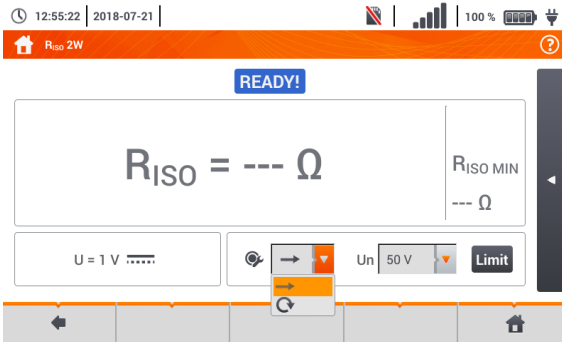 12:55:22 2018-07-21 100 %
RISO 2W ?
READY!
RISO = --- Ω
RISO MIN
--- Ω
U = 1 V
Un 50 V Limit